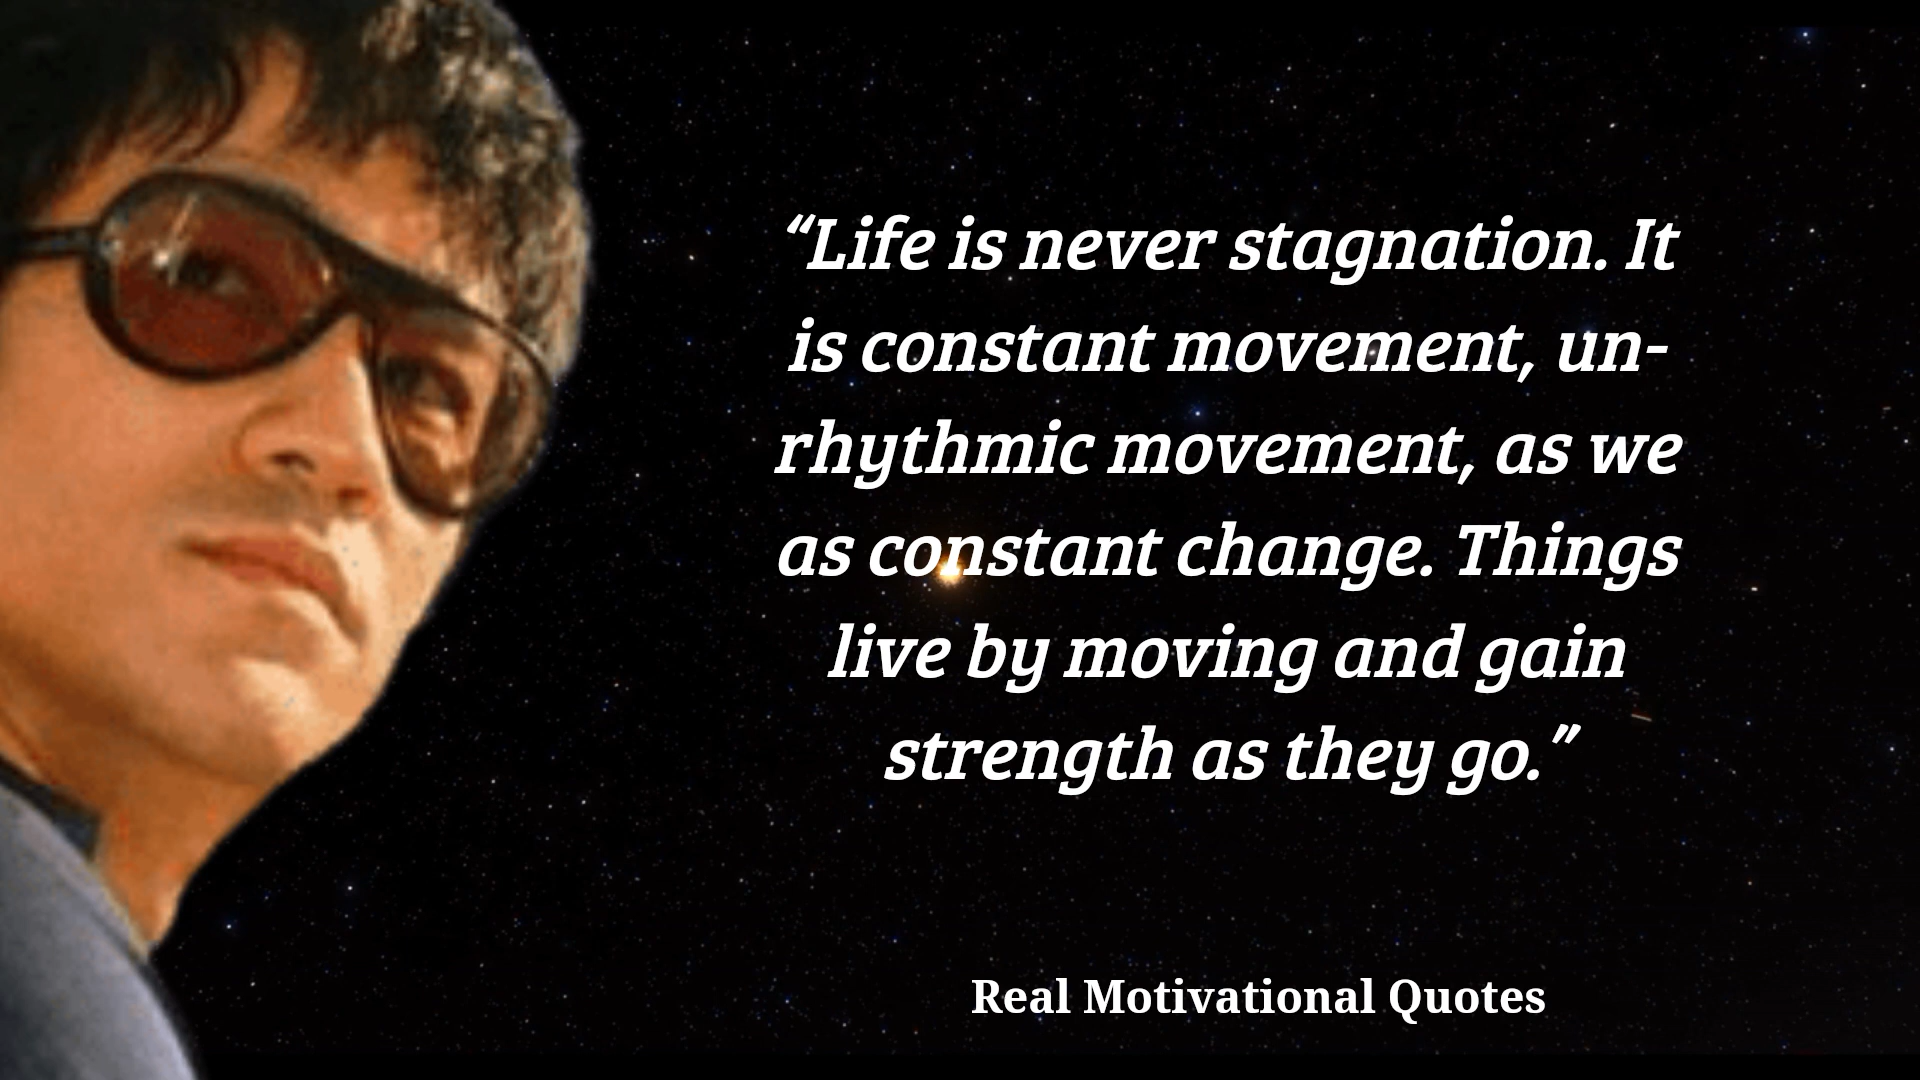 “Life is never stagnation. It
is constant movement, un-
rhythmic movement, as we
as constant change. Things
live by moving and gain
strength as they go.”
Real Motivational Quotes